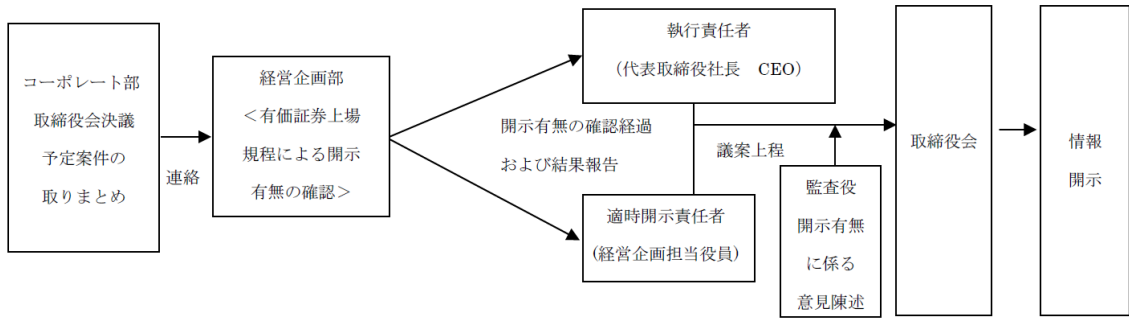 コーポレート部
取締役会決議
予定案件の
取りまとめ
連絡
経営企画部
<有価証券上場
規程による開示
有無の確認>
執行責任者
(代表取締役社長 CEO)
開示有無の確認経過
および結果報告
適時開示責任者
(経営企画担当役員)
議案上程
監査役
開示有無
に係る
意見陳述
取締役会
情報
開示